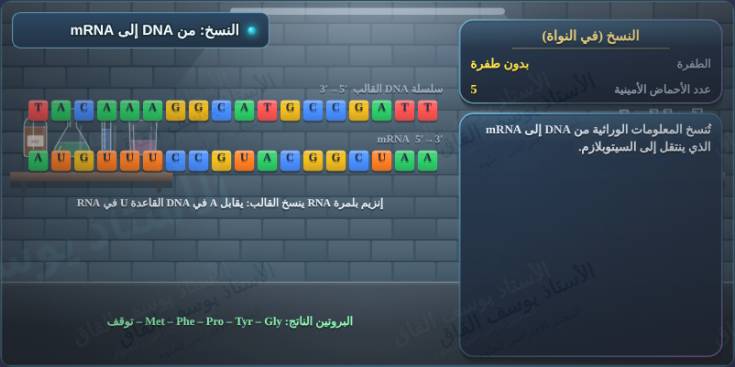 النسخ: من DNA إلى mRNA
النسخ (في النواة)
الطفرة بدون طفرة
عدد الأحماض الأمينية 5
تُنسخ المعلومات الوراثية من DNA إلى mRNA
الذي ينتقل إلى السيتوبلازم.
سلسلة DNA القالب 3′ – 5′
T A C A A A G G C A T G C C G A T T
mRNA 5′ – 3′
A U G U U U C C G U A C G G C U A A
إنزيم بلمرة RNA ينسخ القالب: يقابل A في DNA القاعدة U في RNA
البروتين الناتج: Met – Phe – Pro – Tyr – Gly – توقف